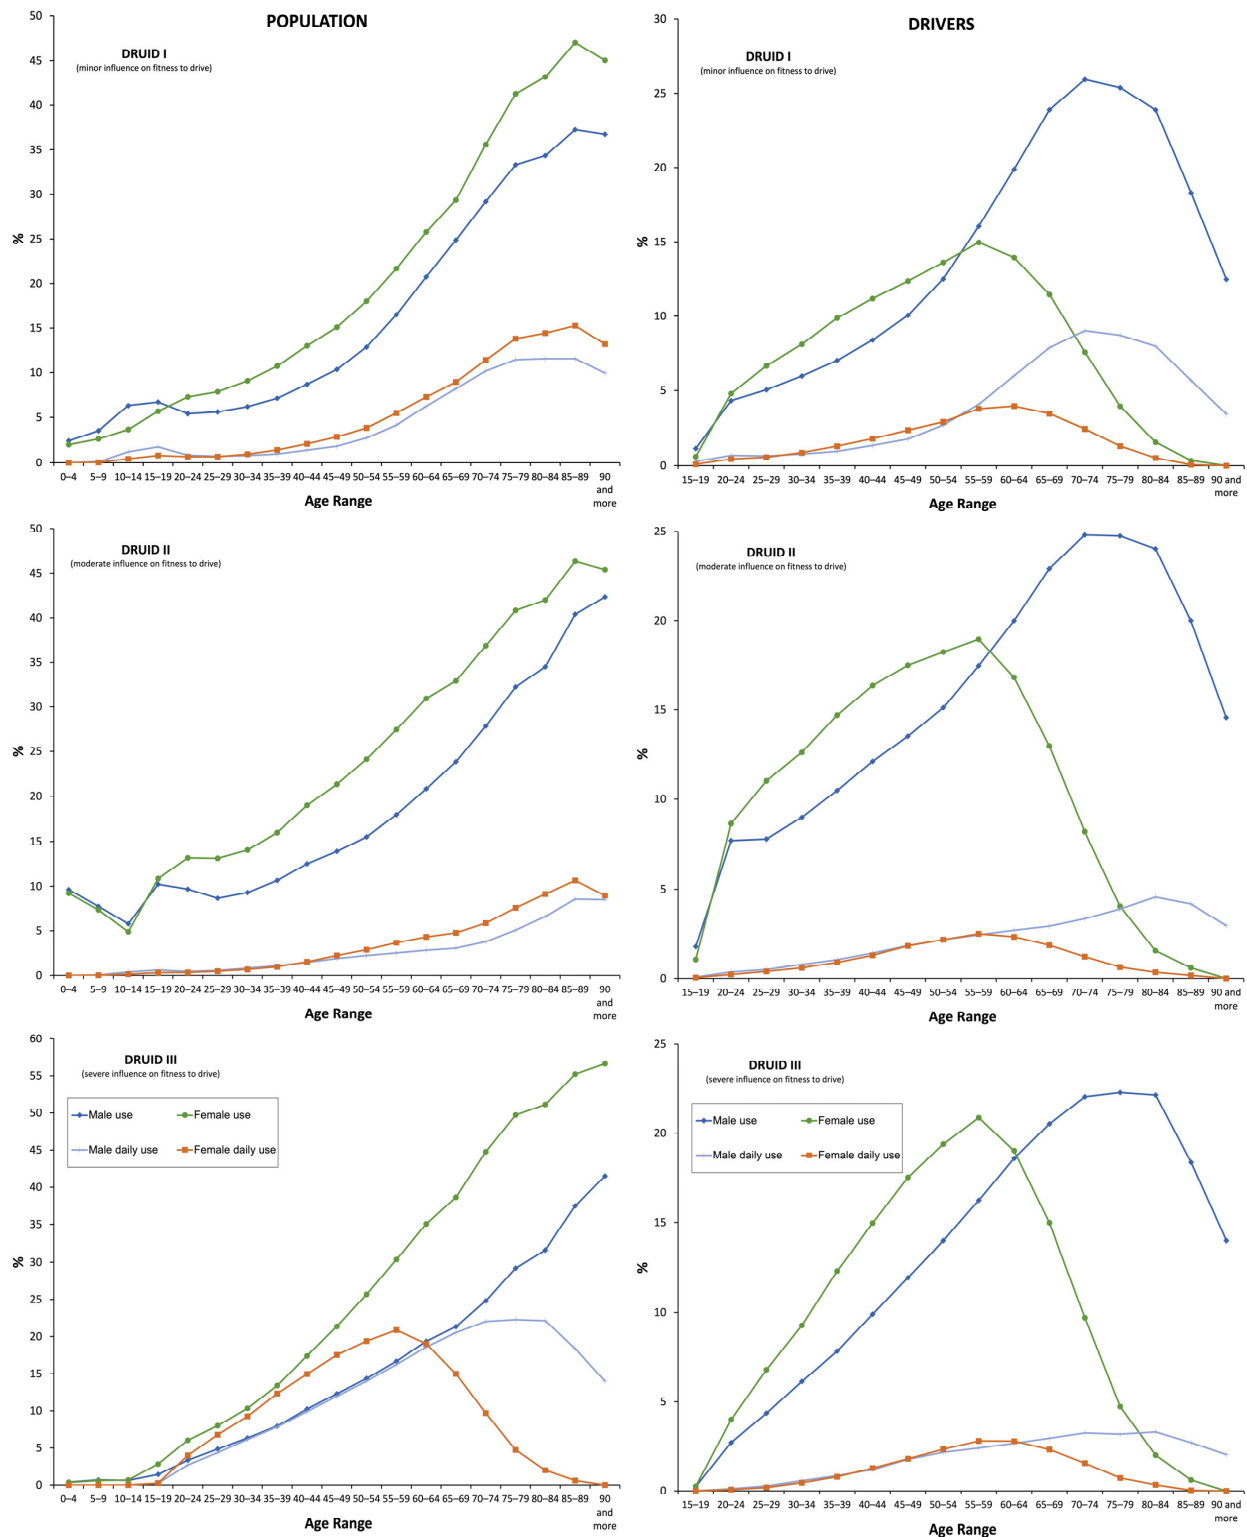 POPULATION
DRUID I
(minor influence on fitness to drive)
50
45
40
35
30
25
20
15
10
5
0
%
0–4 5–9 10–14 15–19 20–24 25–29 30–34 35–39 40–44 45–49 50–54 55–59 60–64 65–69 70–74 75–79 80–84 85–89 90
and
more
Age Range
DRIVERS
DRUID I
(minor influence on fitness to drive)
30
25
20
15
10
5
0
%
15–19 20–24 25–29 30–34 35–39 40–44 45–49 50–54 55–59 60–64 65–69 70–74 75–79 80–84 85–89 90 and
more
Age Range
DRUID II
(moderate influence on fitness to drive)
50
45
40
35
30
25
20
15
10
5
0
%
0–4 5–9 10–14 15–19 20–24 25–29 30–34 35–39 40–44 45–49 50–54 55–59 60–64 65–69 70–74 75–79 80–84 85–89 90
and
more
Age Range
DRUID II
(moderate influence on fitness to drive)
25
20
15
10
5
0
%
15–19 20–24 25–29 30–34 35–39 40–44 45–49 50–54 55–59 60–64 65–69 70–74 75–79 80–84 85–89 90 and
more
Age Range
DRUID III
(severe influence on fitness to drive)
Male use Female use
Male daily use Female daily use
60
55
50
45
40
35
30
25
20
15
10
5
0
%
0–4 5–9 10–14 15–19 20–24 25–29 30–34 35–39 40–44 45–49 50–54 55–59 60–64 65–69 70–74 75–79 80–84 85–89 90
and
more
Age Range
DRUID III
(severe influence on fitness to drive)
Male use Female use
Male daily use Female daily use
25
20
15
10
5
0
%
15–19 20–24 25–29 30–34 35–39 40–44 45–49 50–54 55–59 60–64 65–69 70–74 75–79 80–84 85–89 90 and
more
Age Range